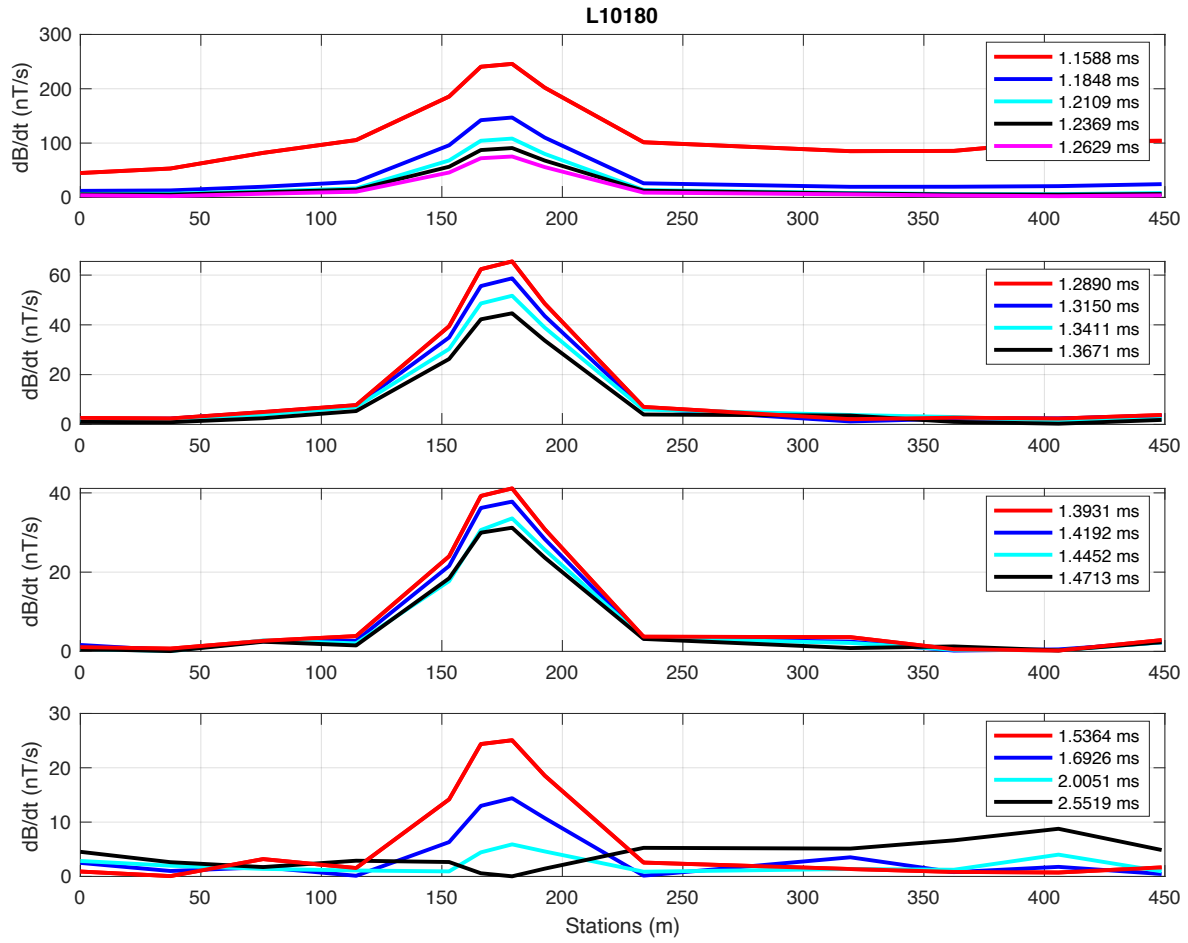 L10180
dB/dt (nT/s)
300
200
100
0
1.1588 ms
1.1848 ms
1.2109 ms
1.2369 ms
1.2629 ms
0 50 100 150 200 250 300 350 400 450
dB/dt (nT/s)
60
40
20
0
1.2890 ms
1.3150 ms
1.3411 ms
1.3671 ms
0 50 100 150 200 250 300 350 400 450
dB/dt (nT/s)
40
20
0
1.3931 ms
1.4192 ms
1.4452 ms
1.4713 ms
0 50 100 150 200 250 300 350 400 450
dB/dt (nT/s)
30
20
10
0
1.5364 ms
1.6926 ms
2.0051 ms
2.5519 ms
0 50 100 150 200 250 300 350 400 450
Stations (m)